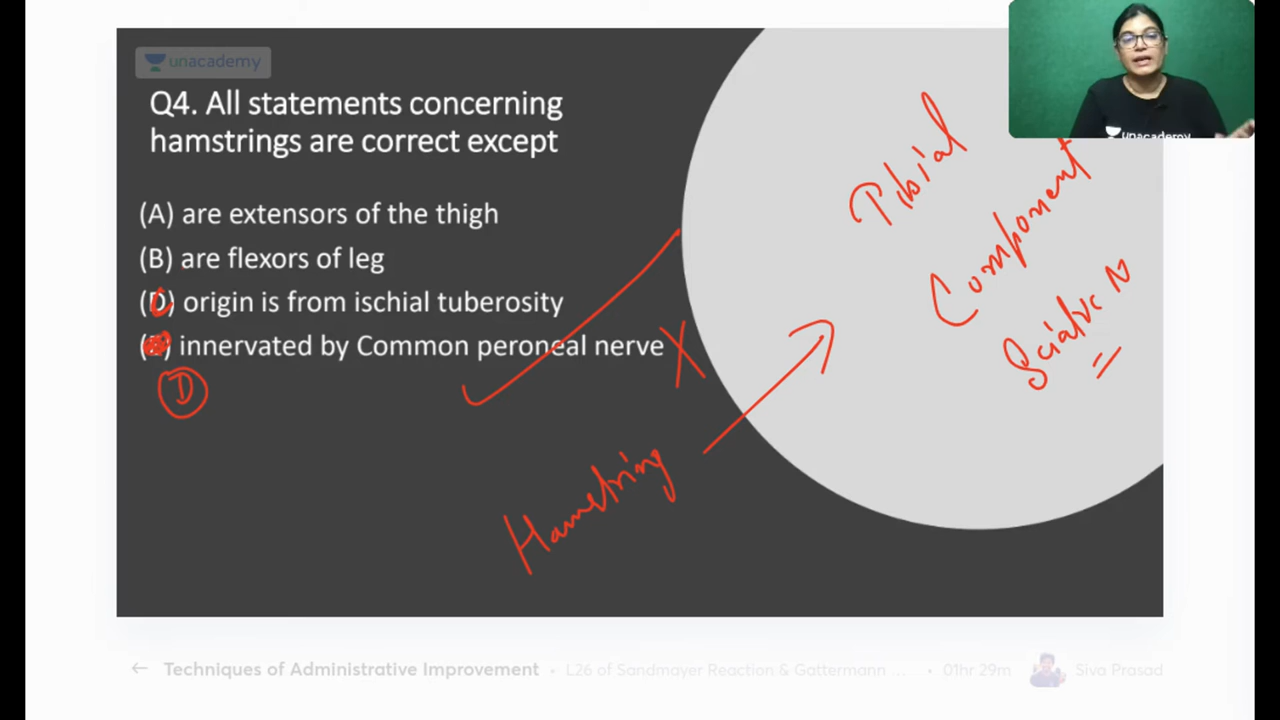 unacademy
Q4. All statements concerning
hamstrings are correct except
(A) are extensors of the thigh
(B) are flexors of leg
(C) origin is from ischial tuberosity
innervated by Common peroneal nerve X
D
Hamstring
Tibial
Component
Sciatic N
unacademy
Techniques of Administrative Improvement • L26 of Sandmayer Reaction & Gattermann ... • 01hr 29m Siva Prasad